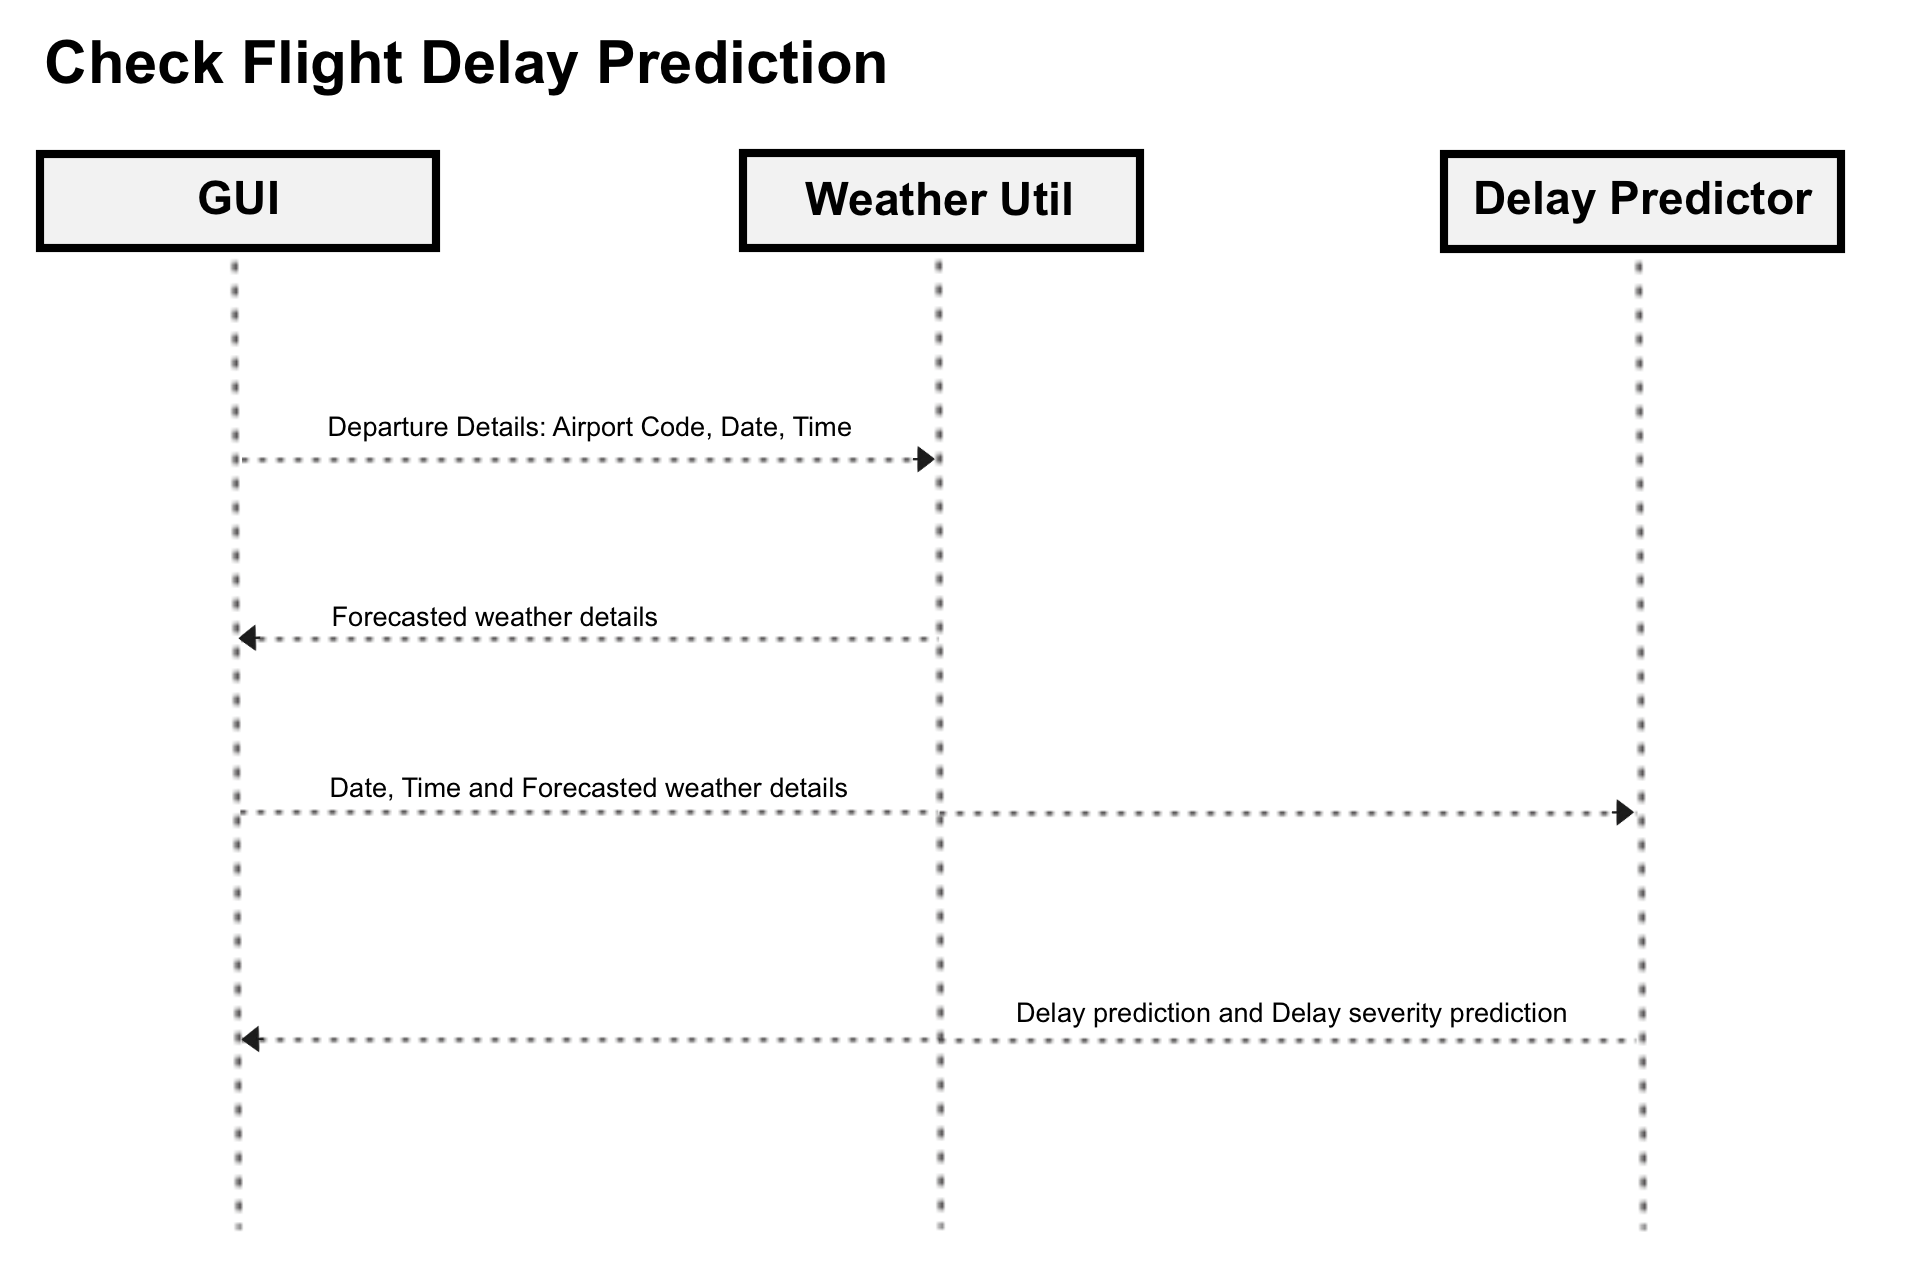 Check Flight Delay Prediction
GUI
Weather Util
Delay Predictor
Departure Details: Airport Code, Date, Time
Forecasted weather details
Date, Time and Forecasted weather details
Delay prediction and Delay severity prediction